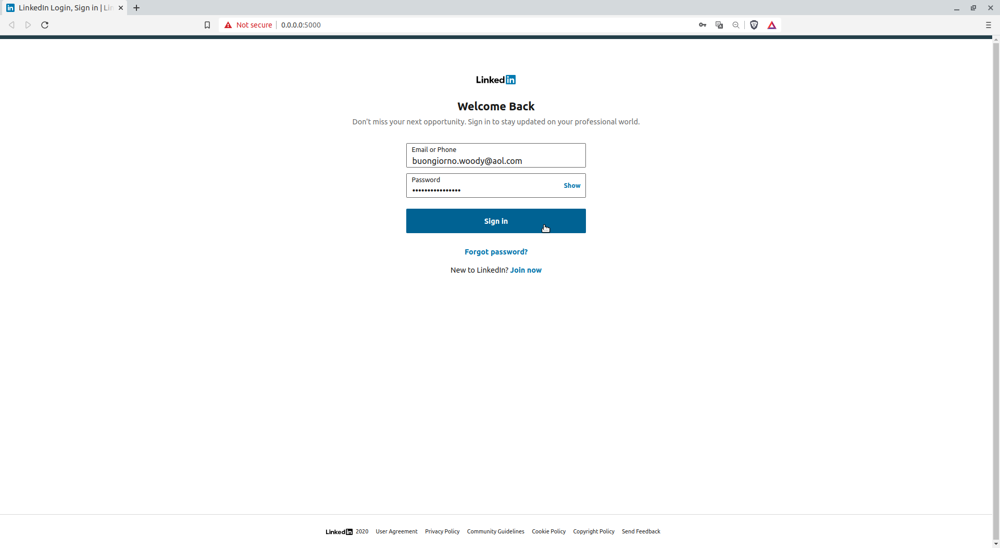 LinkedIn Login, Sign in | Lin
Not secure 0.0.0.0:5000
Linkedin
Welcome Back
Don't miss your next opportunity. Sign in to stay updated on your professional world.
Email or Phone
buongiorno.woody@aol.com
Password
••••••••••••••••
Show
Sign in
Forgot password?
New to LinkedIn? Join now
Linkedin 2020 User Agreement Privacy Policy Community Guidelines Cookie Policy Copyright Policy Send Feedback